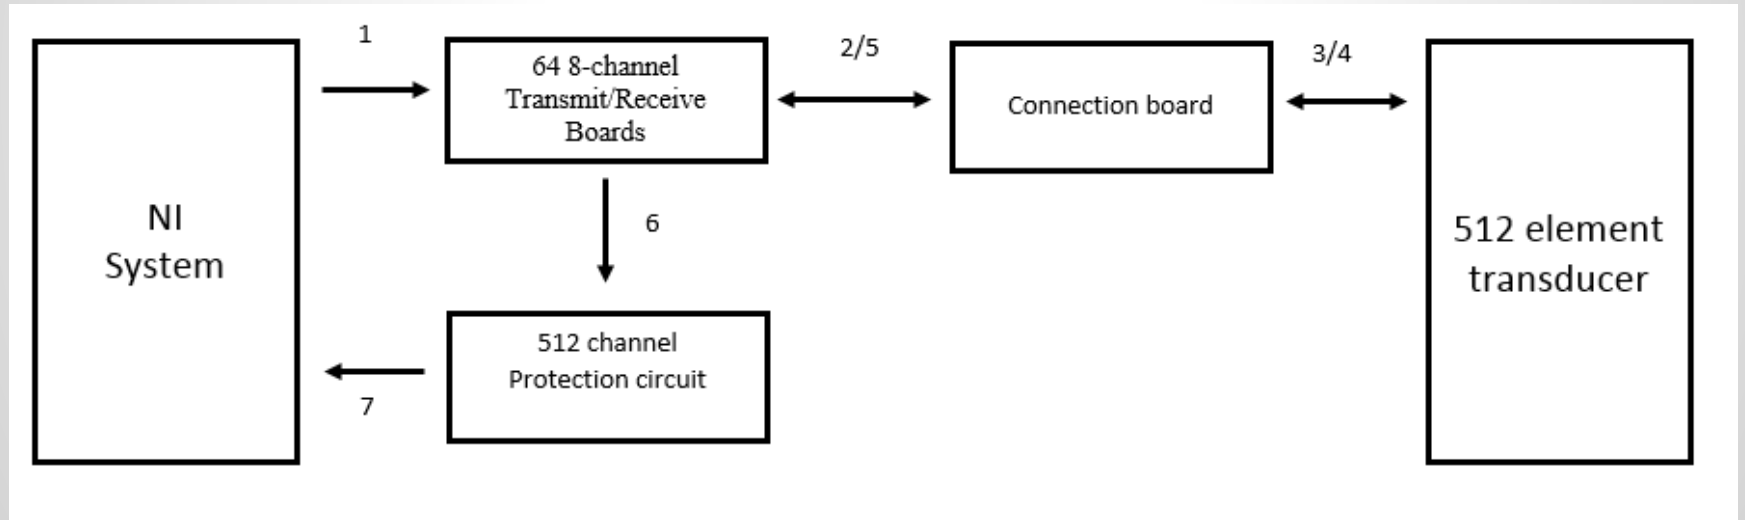 1
2/5
3/4
64 8-channel
Transmit/Receive
Boards
Connection board
NI
System
6
512 element
transducer
512 channel
Protection circuit
7